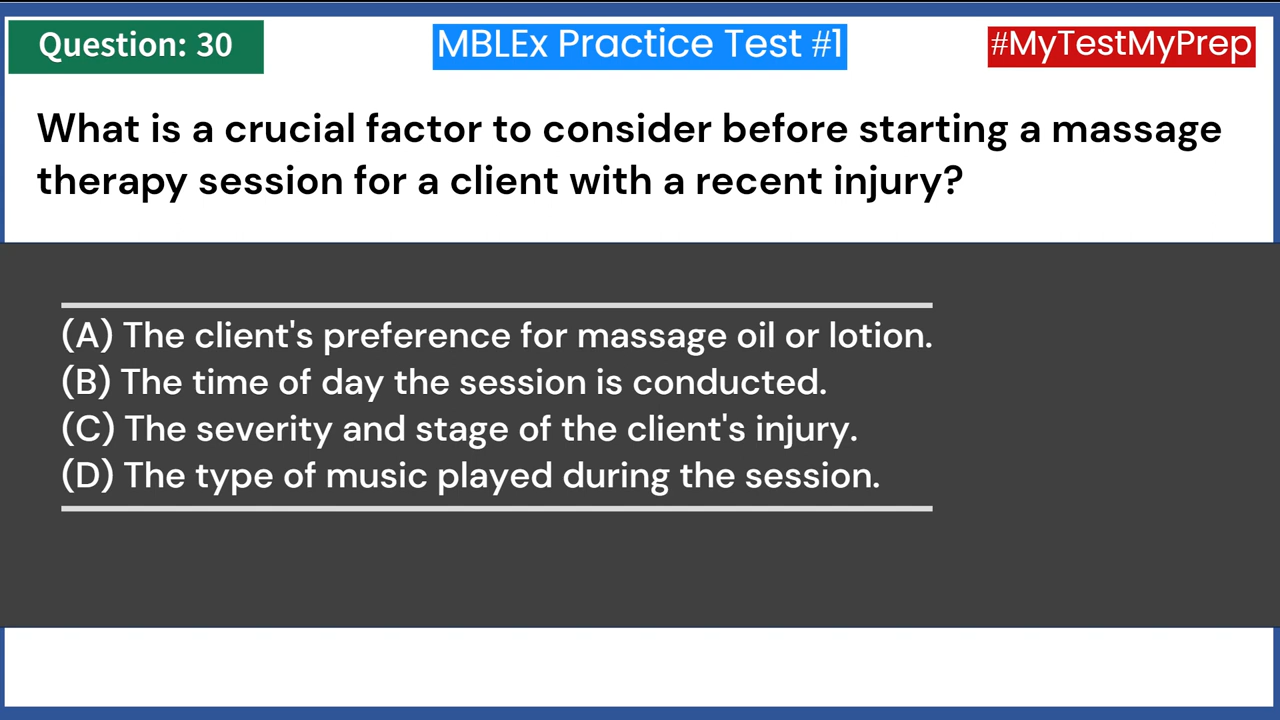 Question: 30
MBLEx Practice Test #1
#MyTestMyPrep
What is a crucial factor to consider before starting a massage
therapy session for a client with a recent injury?
(A) The client's preference for massage oil or lotion.
(B) The time of day the session is conducted.
(C) The severity and stage of the client's injury.
(D) The type of music played during the session.